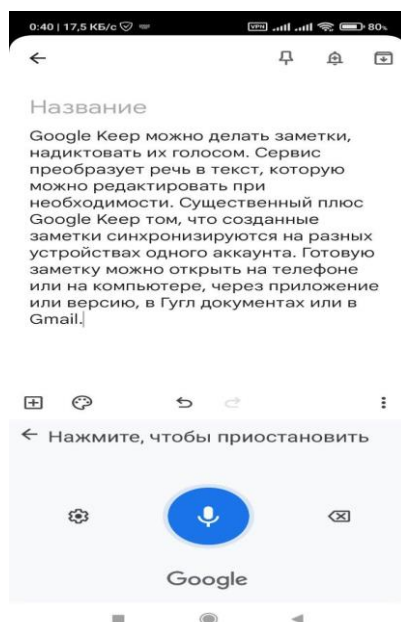 0:40 | 17,5 КБ/с VPN 80%
Название
Google Keep можно делать заметки,
надиктовать их голосом. Сервис
преобразует речь в текст, которую
можно редактировать при
необходимости. Существенный плюс
Google Keep том, что созданные
заметки синхронизируются на разных
устройствах одного аккаунта. Готовую
заметку можно открыть на телефоне
или на компьютере, через приложение
или версию, в Гугл документах или в
Gmail.
Нажмите, чтобы приостановить
Google